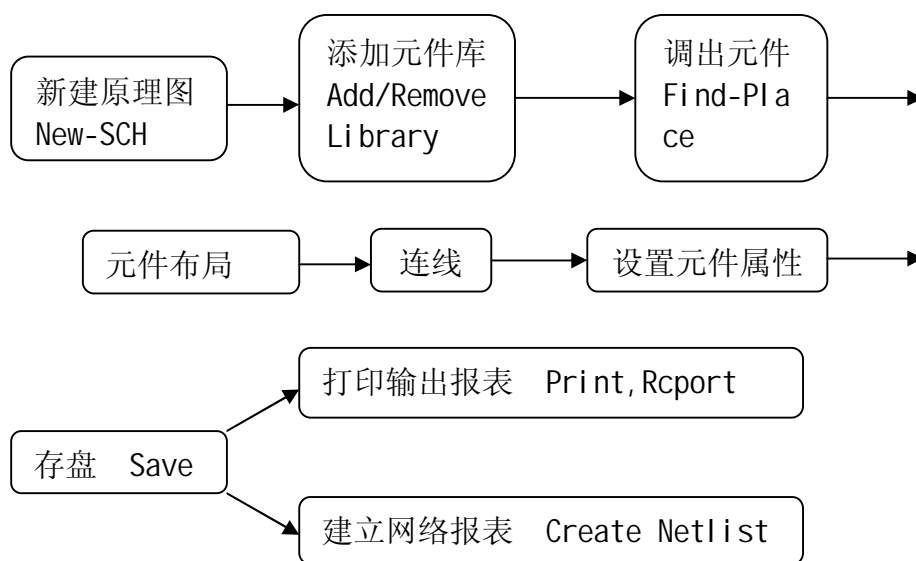 新建原理图
New-SCH
添加元件库
Add/Remove
Library
调出元件
Find-Pla
ce
元件布局
连线
设置元件属性
打印输出报表 Print,Rcport
存盘 Save
建立网络报表 Create Netlist